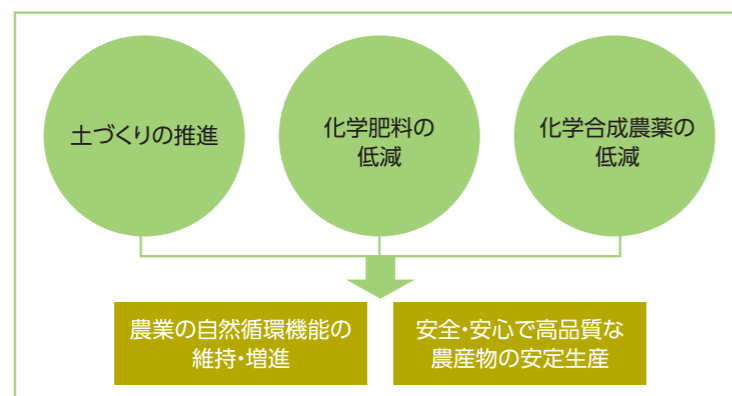 土づくりの推進
化学肥料の
低減
化学合成農薬の
低減
農業の自然循環機能の
維持・増進
安全・安心で高品質な
農産物の安定生産